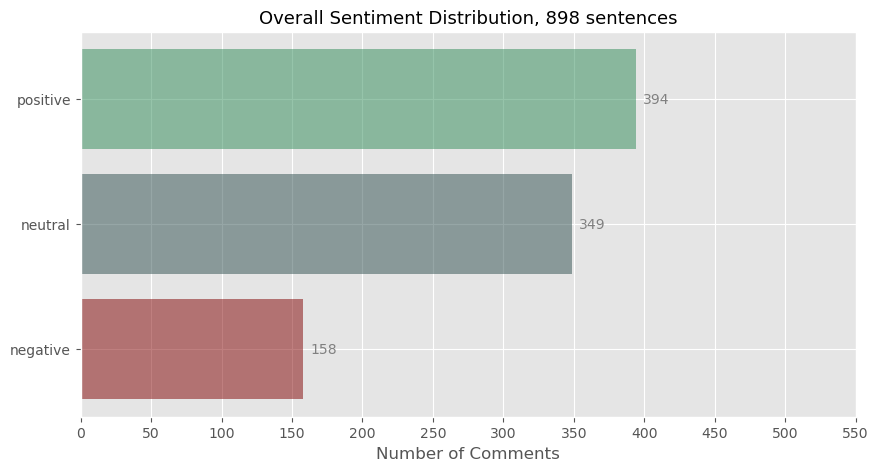 Overall Sentiment Distribution, 898 sentences
positive
394
neutral
349
negative
158
0 50 100 150 200 250 300 350 400 450 500 550
Number of Comments